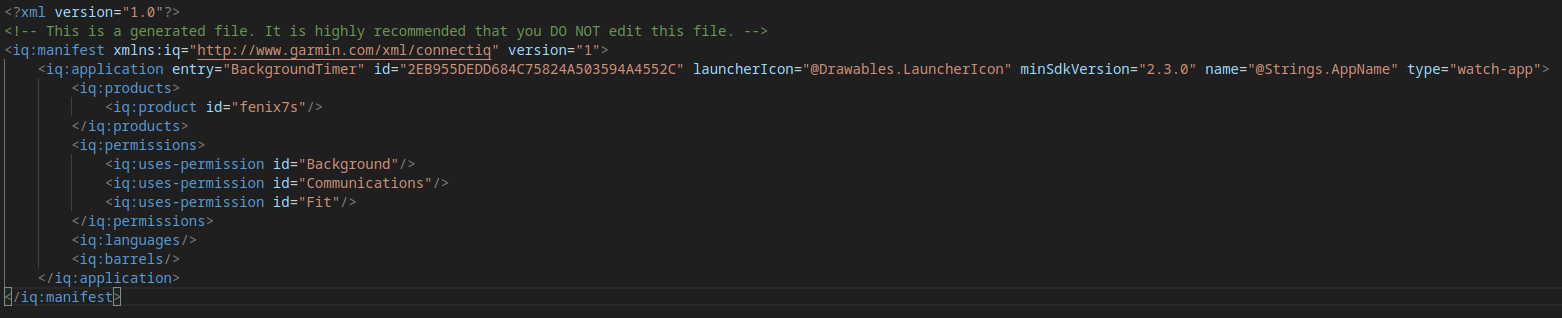 <?xml version="1.0"?>
<!-- This is a generated file. It is highly recommended that you DO NOT edit this file. -->
<iq:manifest xmlns:iq="http://www.garmin.com/xml/connectiq" version="1">
    <iq:application entry="BackgroundTimer" id="2EB955DEDD684C75824A503594A4552C" launcherIcon="@Drawables.LauncherIcon" minSdkVersion="2.3.0" name="@Strings.AppName" type="watch-app">
        <iq:products>
            <iq:product id="fenix7s"/>
        </iq:products>
        <iq:permissions>
            <iq:uses-permission id="Background"/>
            <iq:uses-permission id="Communications"/>
            <iq:uses-permission id="Fit"/>
        </iq:permissions>
        <iq:languages/>
        <iq:barrels/>
    </iq:application>
</iq:manifest>